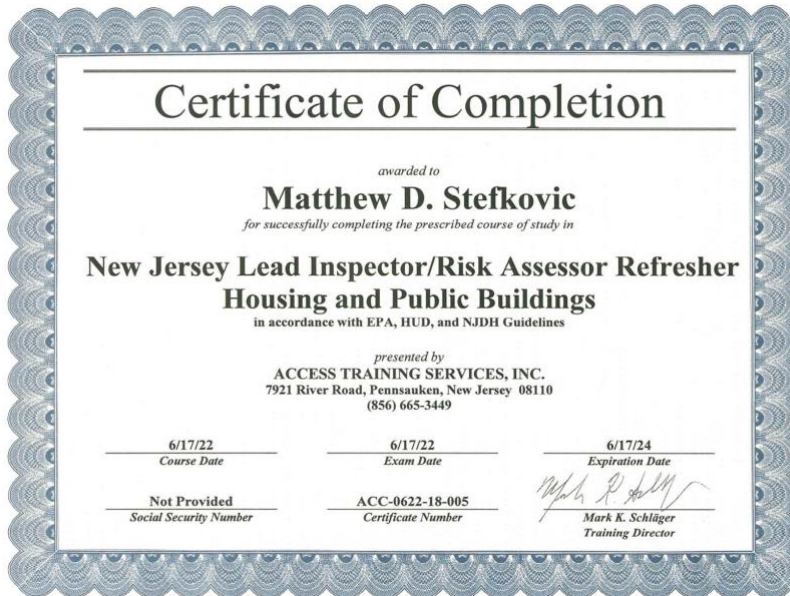 Certificate of Completion
awarded to
Matthew D. Stefkovic
for successfully completing the prescribed course of study in
New Jersey Lead Inspector/Risk Assessor Refresher
Housing and Public Buildings
in accordance with EPA, HUD, and NJDH Guidelines
presented by
ACCESS TRAINING SERVICES, INC.
7921 River Road, Pennsauken, New Jersey 08110
(856) 665-3449
6/17/22
Course Date
6/17/22
Exam Date
6/17/24
Expiration Date
Not Provided
Social Security Number
ACC-0622-18-005
Certificate Number
Mark K. Schläger
Training Director